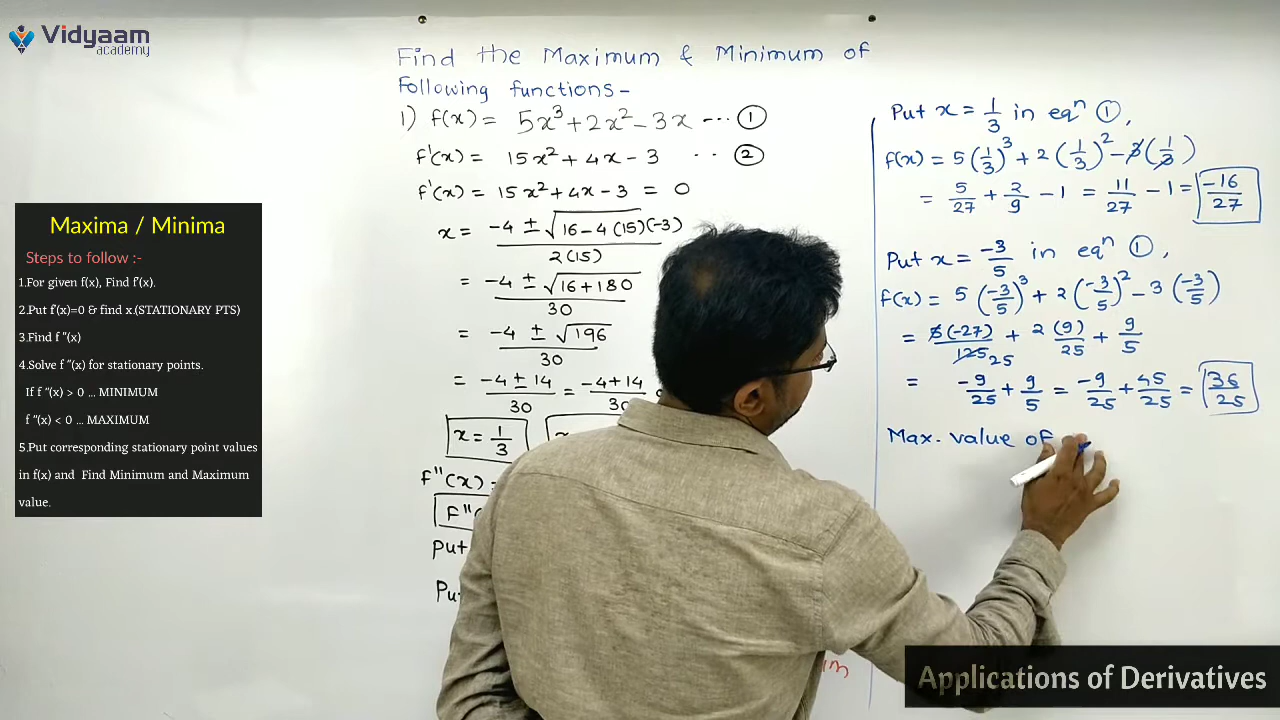 Vidyaam
academy
Maxima / Minima
Steps to follow :-
1.For given f(x), Find f'(x).
2.Put f'(x)=0 & find x.(STATIONARY PTS)
3.Find f "(x)
4.Solve f "(x) for stationary points.
If f "(x) > 0 ... MINIMUM
f "(x) < 0 ... MAXIMUM
5.Put corresponding stationary point values
in f(x) and Find Minimum and Maximum
value.
Find the Maximum & Minimum of
Following functions -
1) f(x) = 5x³ + 2x² - 3x ... ①
f'(x) = 15x² + 4x - 3 .. ②
f'(x) = 15x² + 4x - 3 = 0
x = -4 ± √16 - 4(15)(-3) / 2(15)
= -4 ± √16 + 180 / 30
= -4 ± √196 / 30
= -4 ± 14 / 30 = -4 + 14 / 30
x = 1/3
f"(x) =
F"(
Put
Pu
Put x = 1/3 in eqⁿ ①,
f(x) = 5(1/3)³ + 2(1/3)² - 3(1/3)
= 5/27 + 2/9 - 1 = 11/27 - 1 = -16/27
Put x = -3/5 in eqⁿ ①,
f(x) = 5(-3/5)³ + 2(-3/5)² - 3(-3/5)
= 5(-27)/125 25 + 2(9)/25 + 9/5
= -9/25 + 9/5 = -9/25 + 45/25 = 36/25
Max. value of
Applications of Derivatives